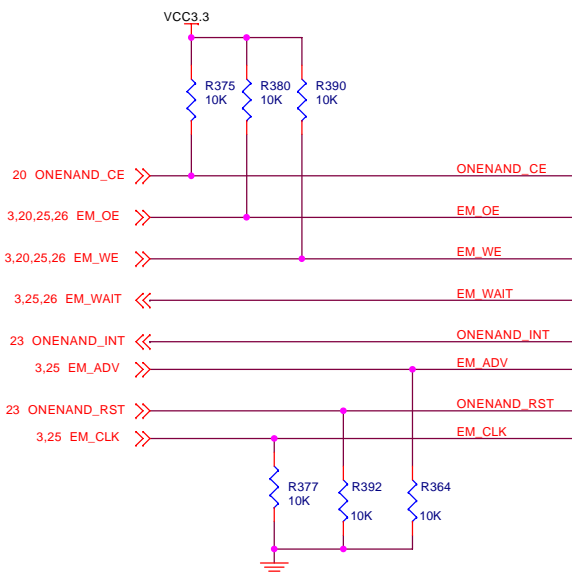 VCC3.3
R375 R380 R390
10K 10K 10K
20 ONENAND_CE ONENAND_CE
3,20,25,26 EM_OE EM_OE
3,20,25,26 EM_WE EM_WE
3,25,26 EM_WAIT EM_WAIT
23 ONENAND_INT ONENAND_INT
3,25 EM_ADV EM_ADV
23 ONENAND_RST ONENAND_RST
3,25 EM_CLK EM_CLK
R377 R392 R364
10K 10K 10K